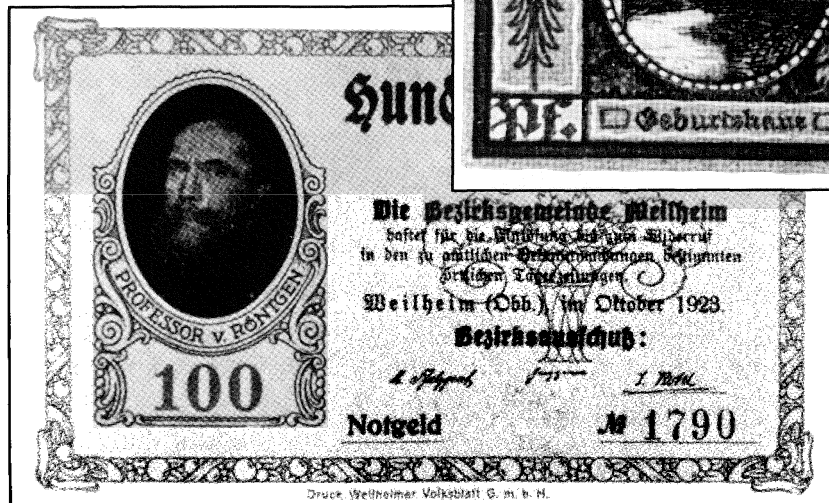 Hund
Pf.
Geburtshaus
Die Bezirksgemeinde Weilheim
haftet für die Einlösung bis zum Widerruf
in den zu amtlichen Bekanntmachungen bestimmten
örtlichen Tageszeitungen
Weilheim (Obb.), im Oktober 1923.
Bezirksausschuß:
PROFESSOR v. RÖNTGEN
100
Notgeld
№ 1790
Druck Weilheimer Volksblatt G. m. b. H.